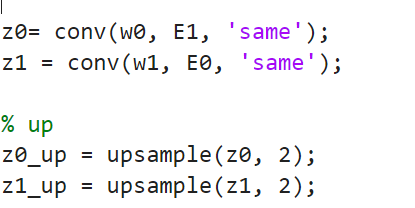 z0= conv(w0, E1, 'same');
z1 = conv(w1, E0, 'same');
% up
z0_up = upsample(z0, 2);
z1_up = upsample(z1, 2);